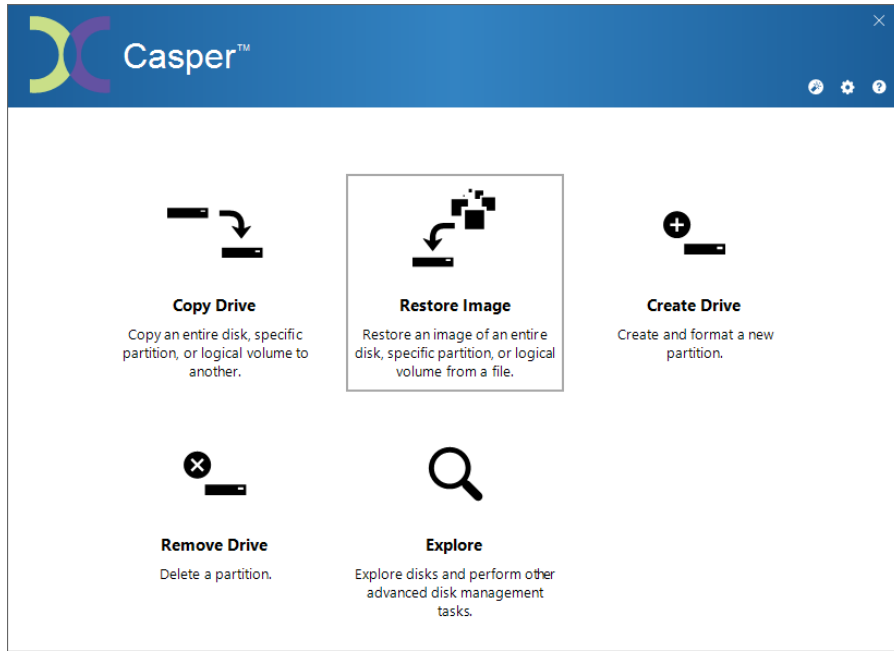 Casper™
Copy Drive
Copy an entire disk, specific
partition, or logical volume to
another.
Restore Image
Restore an image of an entire
disk, specific partition, or logical
volume from a file.
Create Drive
Create and format a new
partition.
Remove Drive
Delete a partition.
Explore
Explore disks and perform other
advanced disk management
tasks.